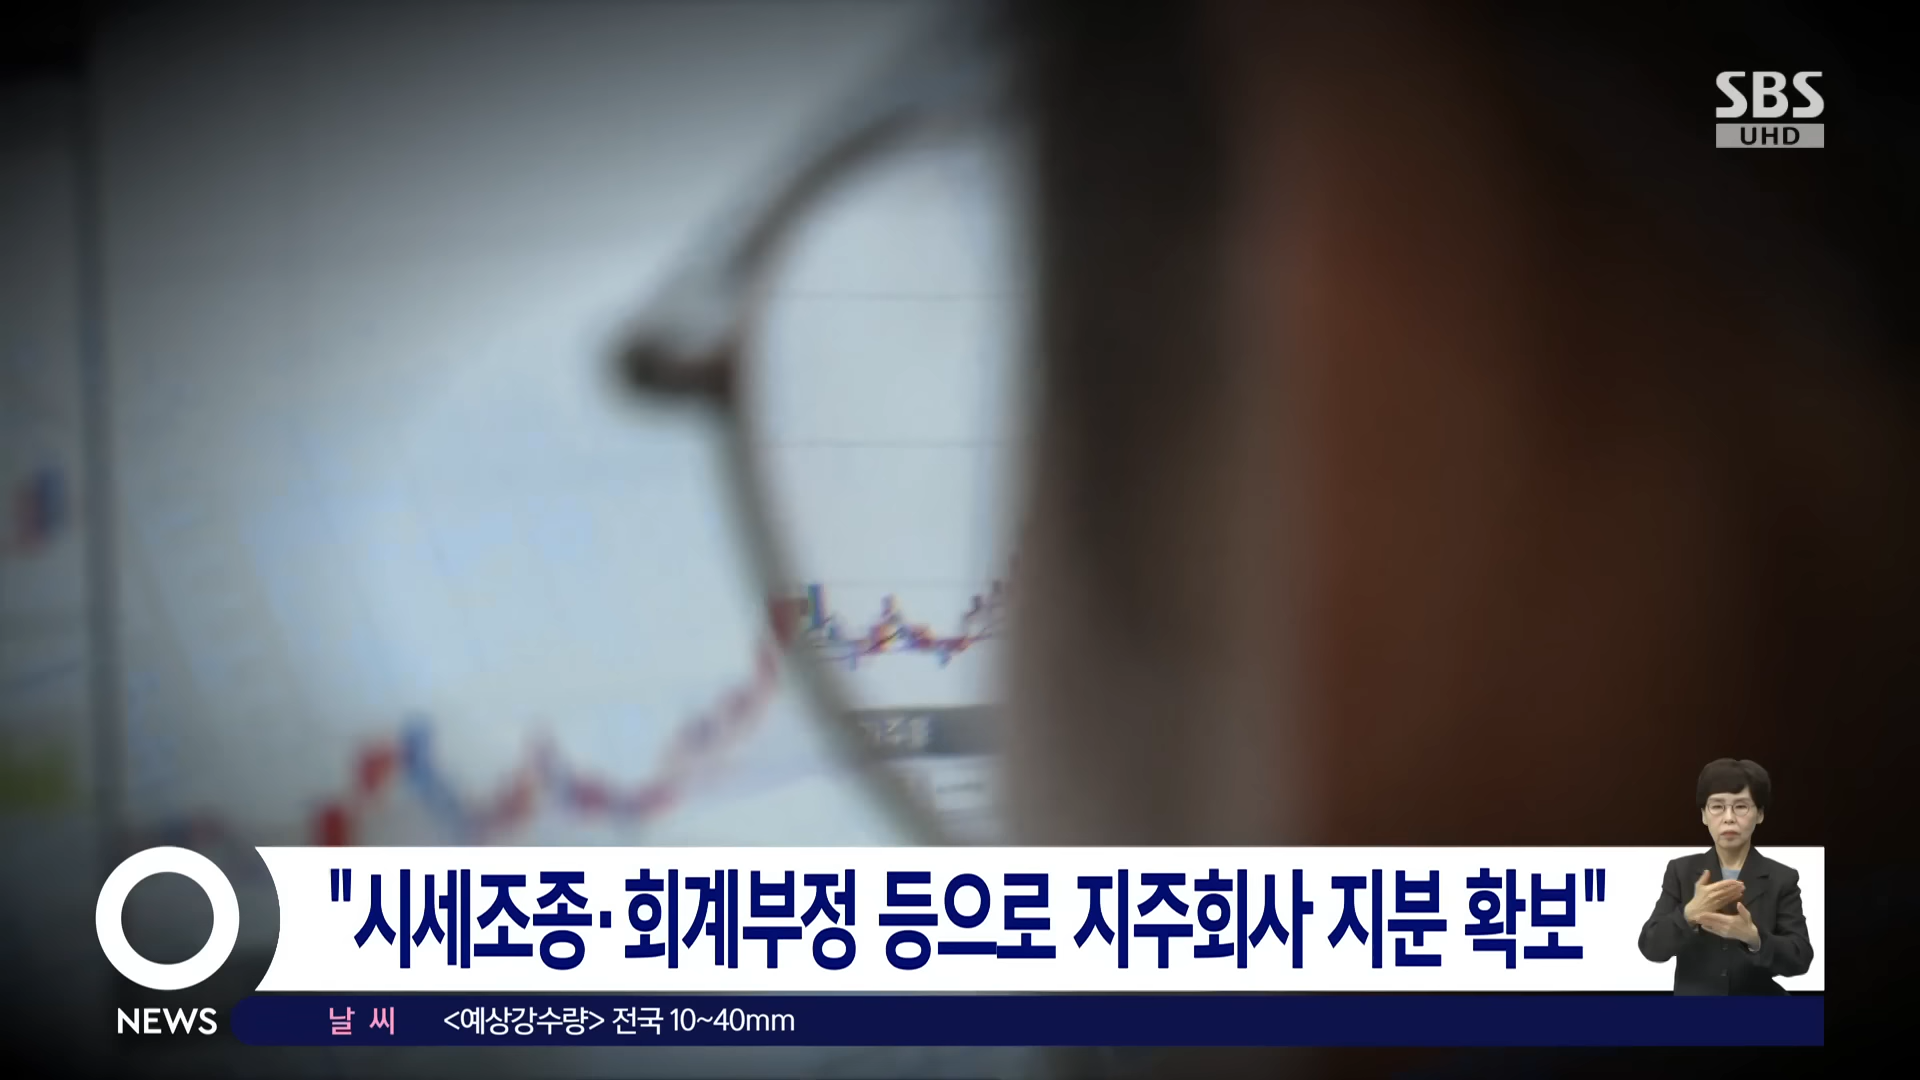 SBS
UHD
"시세조종·회계부정 등으로 지주회사 지분 확보"
NEWS
날 씨 <예상강수량> 전국 10~40mm